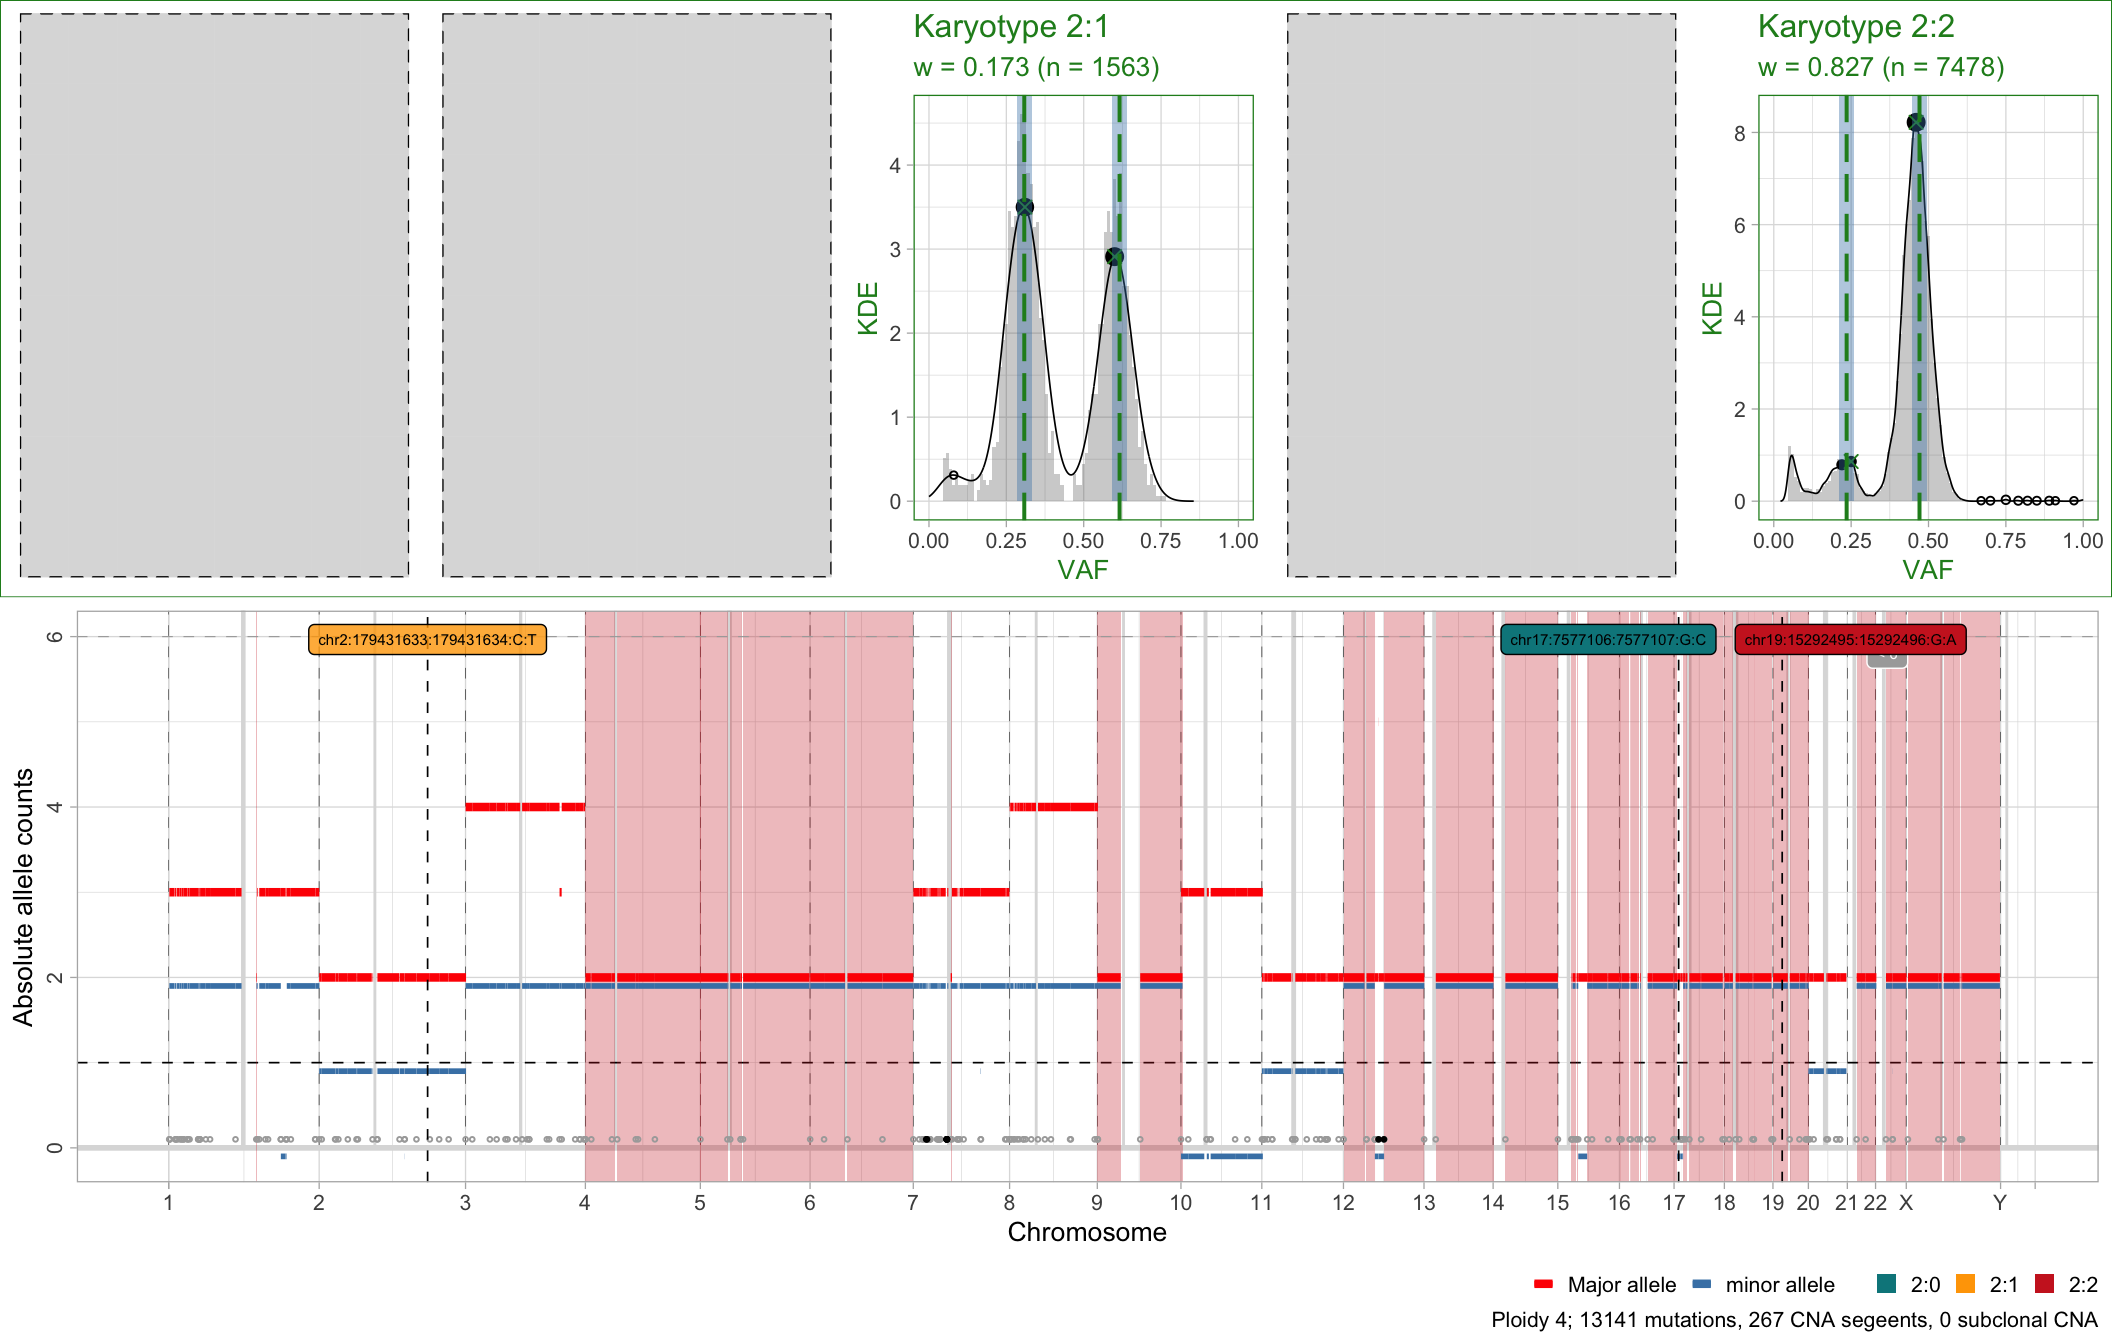 Karyotype 2:1
w = 0.173 (n = 1563)
4
3
2
1
0
KDE
0.00 0.25 0.50 0.75 1.00
VAF
Karyotype 2:2
w = 0.827 (n = 7478)
8
6
4
2
0
KDE
0.00 0.25 0.50 0.75 1.00
VAF
chr2:179431633:179431634:C:T
chr17:7577106:7577107:G:C
chr19:15292495:15292496:G:A
6
4
2
0
Absolute allele counts
1 2 3 4 5 6 7 8 9 10 11 12 13 14 15 16 17 18 19 20 21 22 X Y
Chromosome
Major allele minor allele 2:0 2:1 2:2
Ploidy 4; 13141 mutations, 267 CNA segeents, 0 subclonal CNA